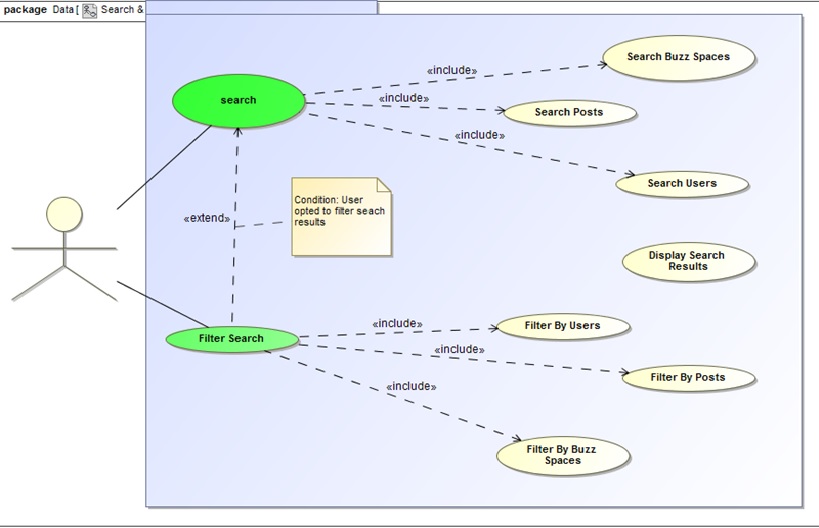 package Data [ Search &
search
«include»
Search Buzz Spaces
«include»
Search Posts
«include»
Search Users
«extend»
Condition: User
opted to filter seach
results
Display Search
Results
Filter Search
«include»
Filter By Users
«include»
Filter By Posts
«include»
Filter By Buzz
Spaces